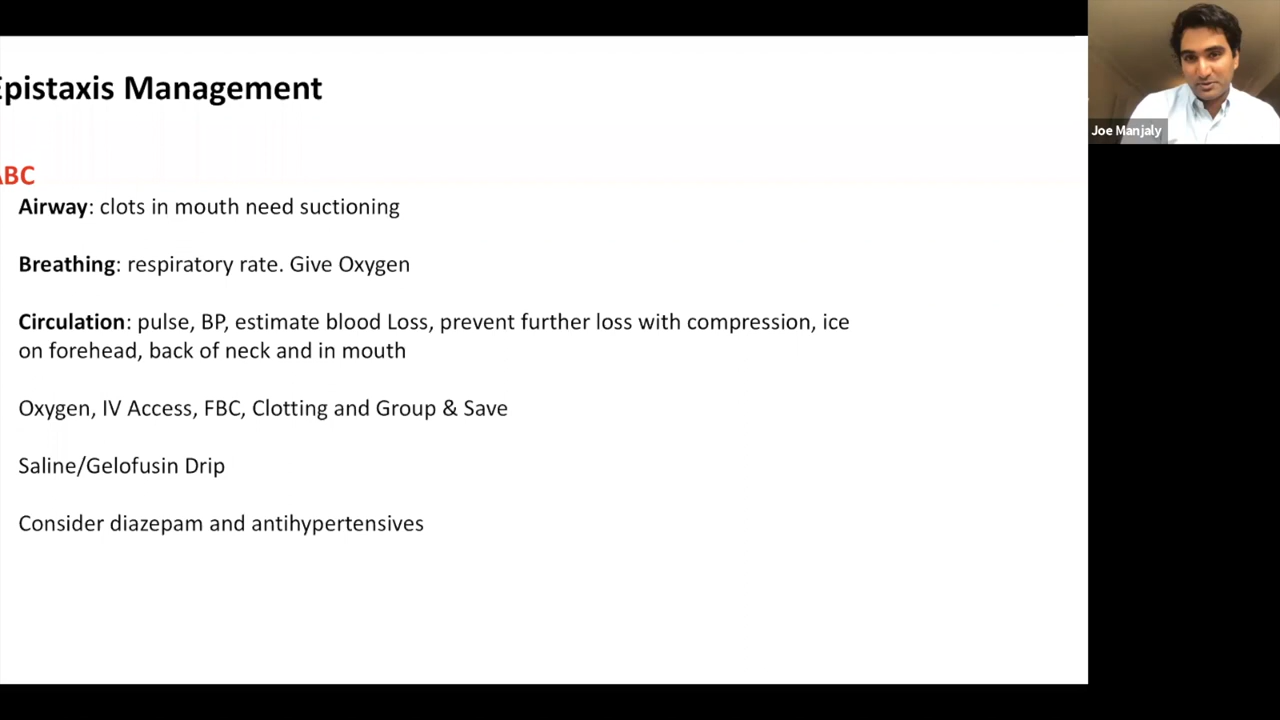 Epistaxis Management
ABC
Airway: clots in mouth need suctioning
Breathing: respiratory rate. Give Oxygen
Circulation: pulse, BP, estimate blood Loss, prevent further loss with compression, ice
on forehead, back of neck and in mouth
Oxygen, IV Access, FBC, Clotting and Group & Save
Saline/Gelofusin Drip
Consider diazepam and antihypertensives
Joe Manjaly